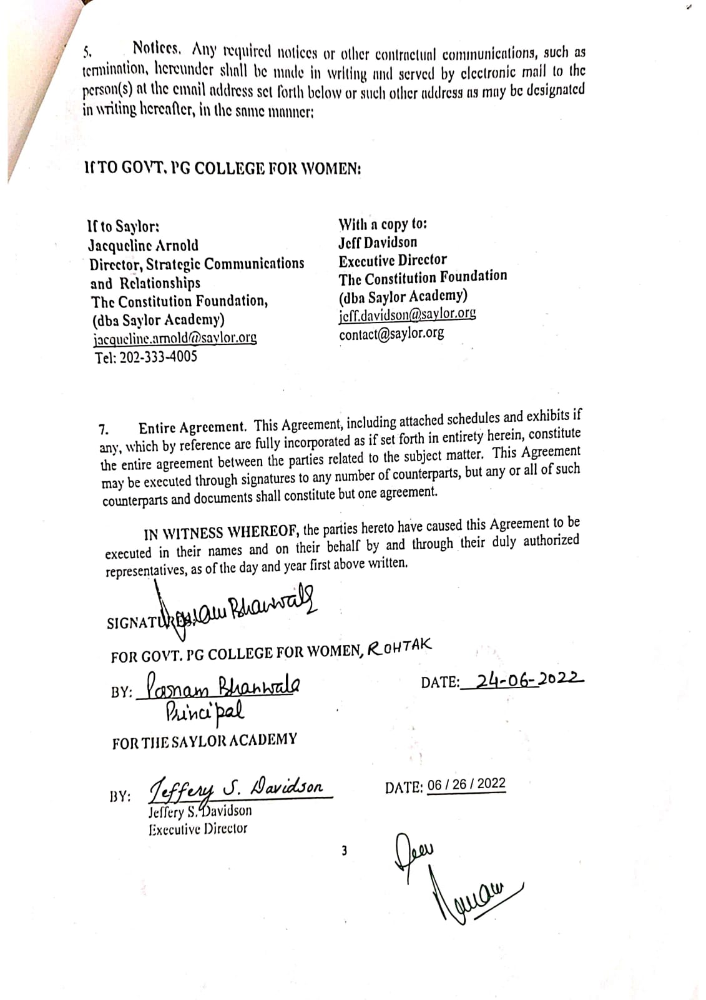 5. Notices. Any required notices or other contractual communications, such as
termination, hereunder shall be made in writing and served by electronic mail to the
person(s) at the email address set forth below or such other address as may be designated
in writing hereafter, in the same manner:
If TO GOVT. PG COLLEGE FOR WOMEN:
If to Saylor:
Jacqueline Arnold
Director, Strategic Communications
and Relationships
The Constitution Foundation,
(dba Saylor Academy)
jacqueline.arnold@saylor.org
Tel: 202-333-4005
With a copy to:
Jeff Davidson
Executive Director
The Constitution Foundation
(dba Saylor Academy)
jeff.davidson@saylor.org
contact@saylor.org
7. Entire Agreement. This Agreement, including attached schedules and exhibits if
any, which by reference are fully incorporated as if set forth in entirety herein, constitute
the entire agreement between the parties related to the subject matter. This Agreement
may be executed through signatures to any number of counterparts, but any or all of such
counterparts and documents shall constitute but one agreement.
IN WITNESS WHEREOF, the parties hereto have caused this Agreement to be
executed in their names and on their behalf by and through their duly authorized
representatives, as of the day and year first above written.
SIGNATURES: Bhanwala
FOR GOVT. PG COLLEGE FOR WOMEN, ROHTAK
BY: Bhanwala DATE: 24-06-2022
Principal
FOR THE SAYLOR ACADEMY
BY: Jeffery S. Davidson DATE: 06 / 26 / 2022
Jeffery S. Davidson
Executive Director
3